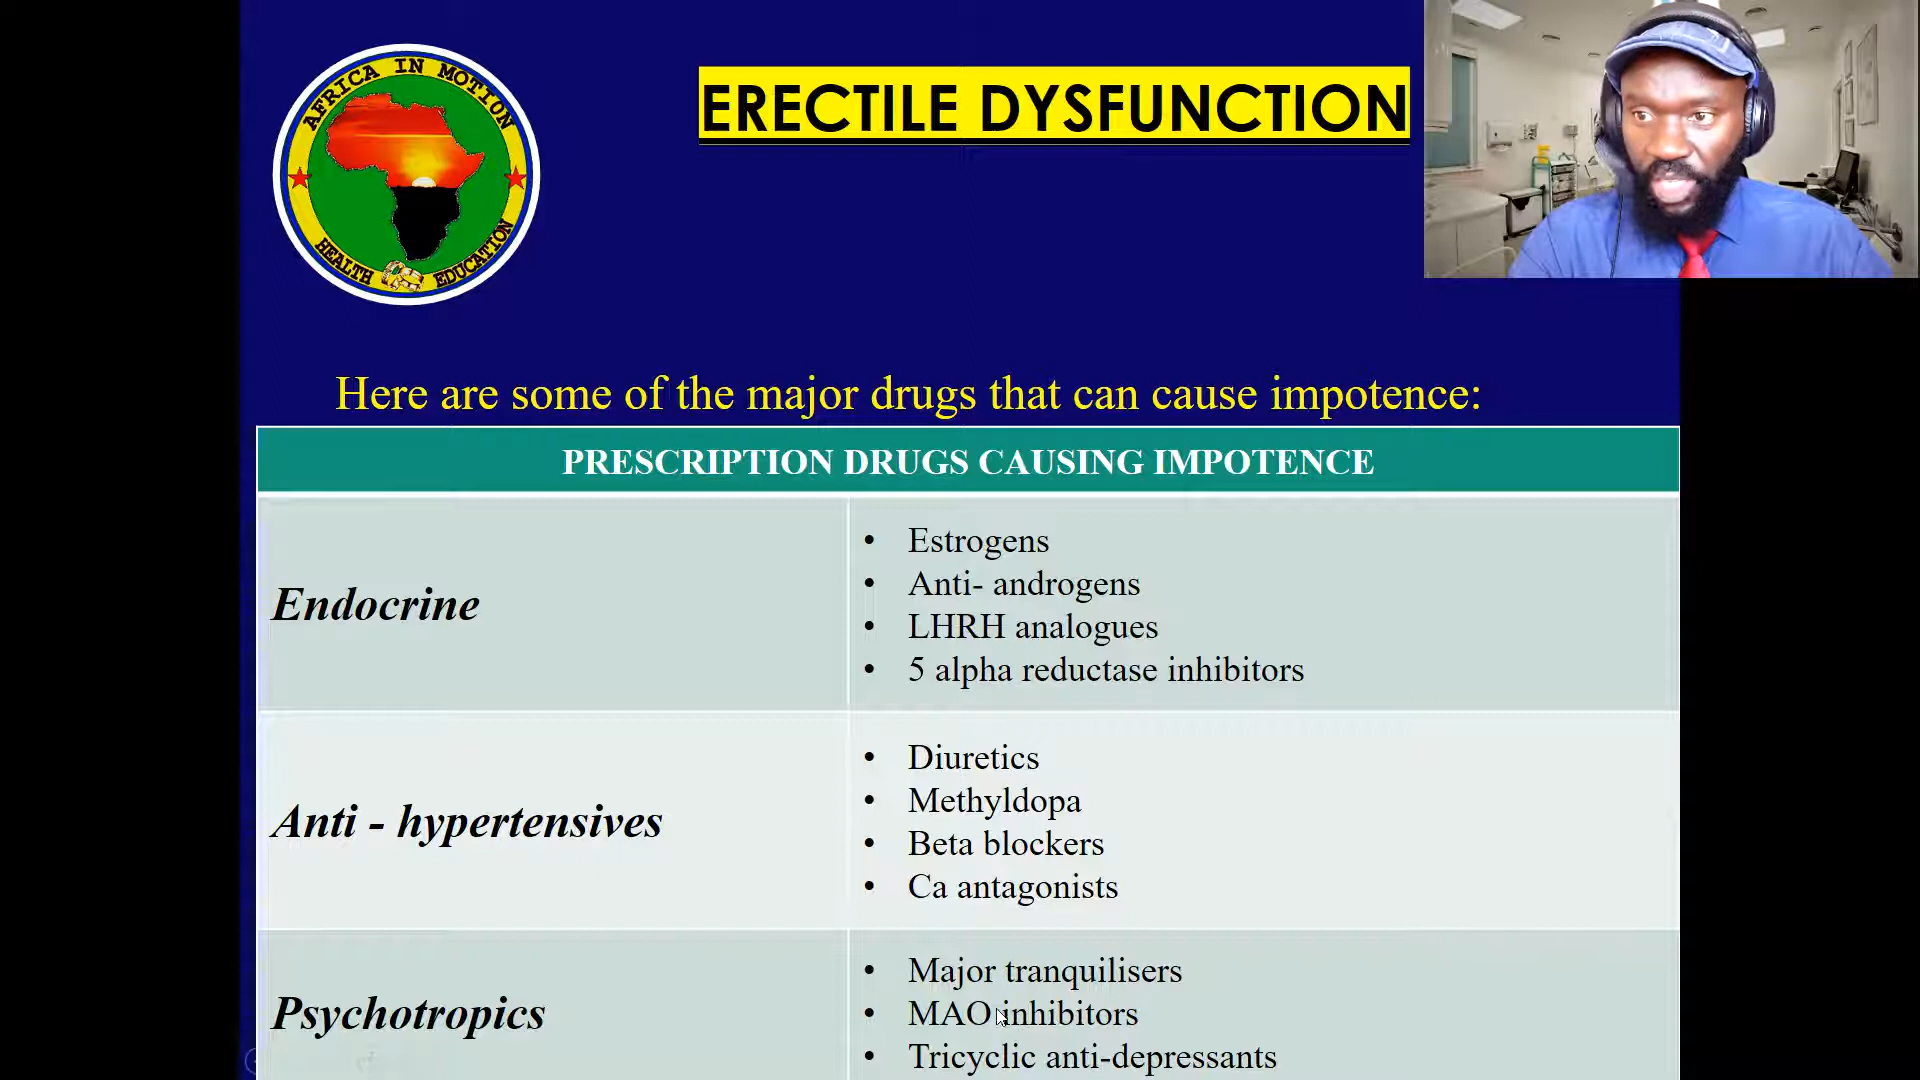 AFRICA IN MOTION
HEALTH EDUCATION
ERECTILE DYSFUNCTION
Here are some of the major drugs that can cause impotence:
PRESCRIPTION DRUGS CAUSING IMPOTENCE
Endocrine
• Estrogens
• Anti- androgens
• LHRH analogues
• 5 alpha reductase inhibitors
Anti - hypertensives
• Diuretics
• Methyldopa
• Beta blockers
• Ca antagonists
Psychotropics
• Major tranquilisers
• MAO inhibitors
• Tricyclic anti-depressants